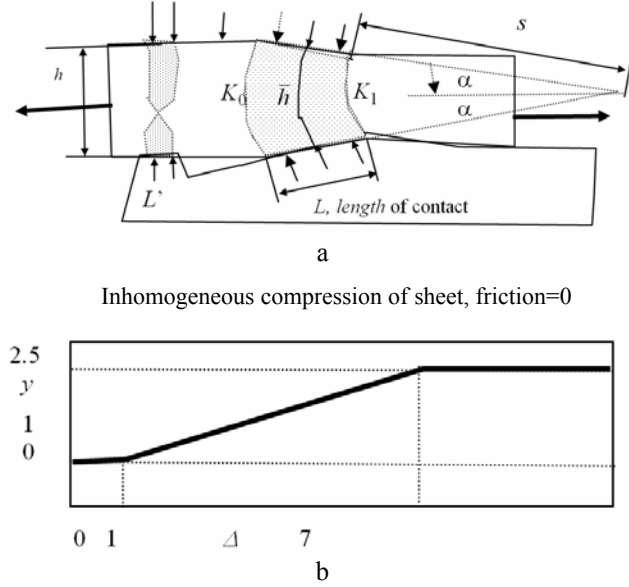 s
h
K0
h̄
K1
α
α
L’
L, length of contact
a
Inhomogeneous compression of sheet, friction=0
2.5
y
1
0
0 1 Δ 7
b